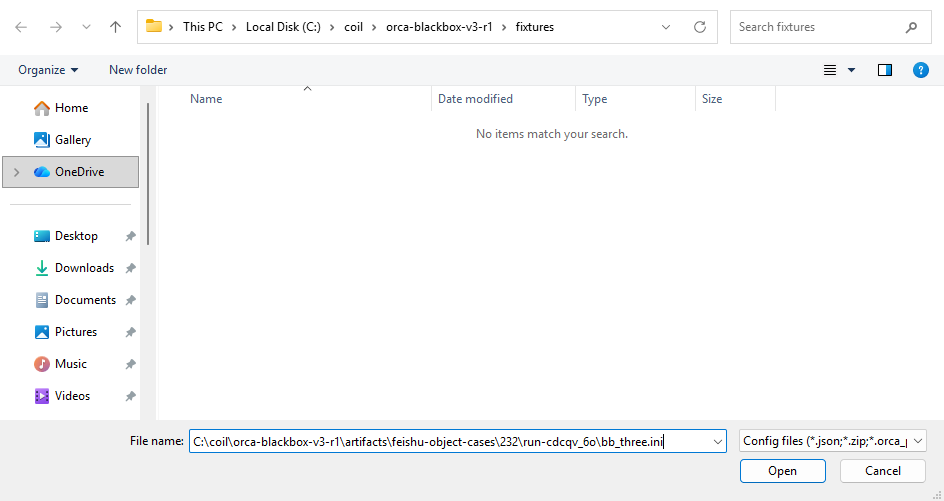 This PC > Local Disk (C:) > coil > orca-blackbox-v3-r1 > fixtures
Search fixtures
Organize
New folder
Name
Date modified
Type
Size
No items match your search.
Home
Gallery
OneDrive
Desktop
Downloads
Documents
Pictures
Music
Videos
File name:
C:\coil\orca-blackbox-v3-r1\artifacts\feishu-object-cases\232\run-cdcqv_6o\bb_three.ini
Config files (*.json;*.zip;*.orca_p
Open
Cancel